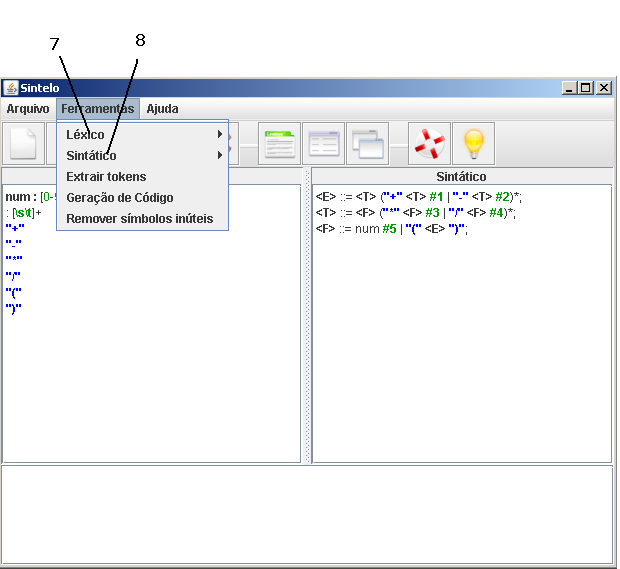 7 8
Sintelo
Arquivo Ferramentas Ajuda
Léxico
Sintático
Extrair tokens
Geração de Código
Remover símbolos inúteis
Sintático
num : [0-9
: [\s\t]+
"+"
"-"
"*"
"/"
"("
")"
<E> ::= <T> ("+" <T> #1 | "-" <T> #2)*;
<T> ::= <F> ("*" <F> #3 | "/" <F> #4)*;
<F> ::= num #5 | "(" <E> ")";